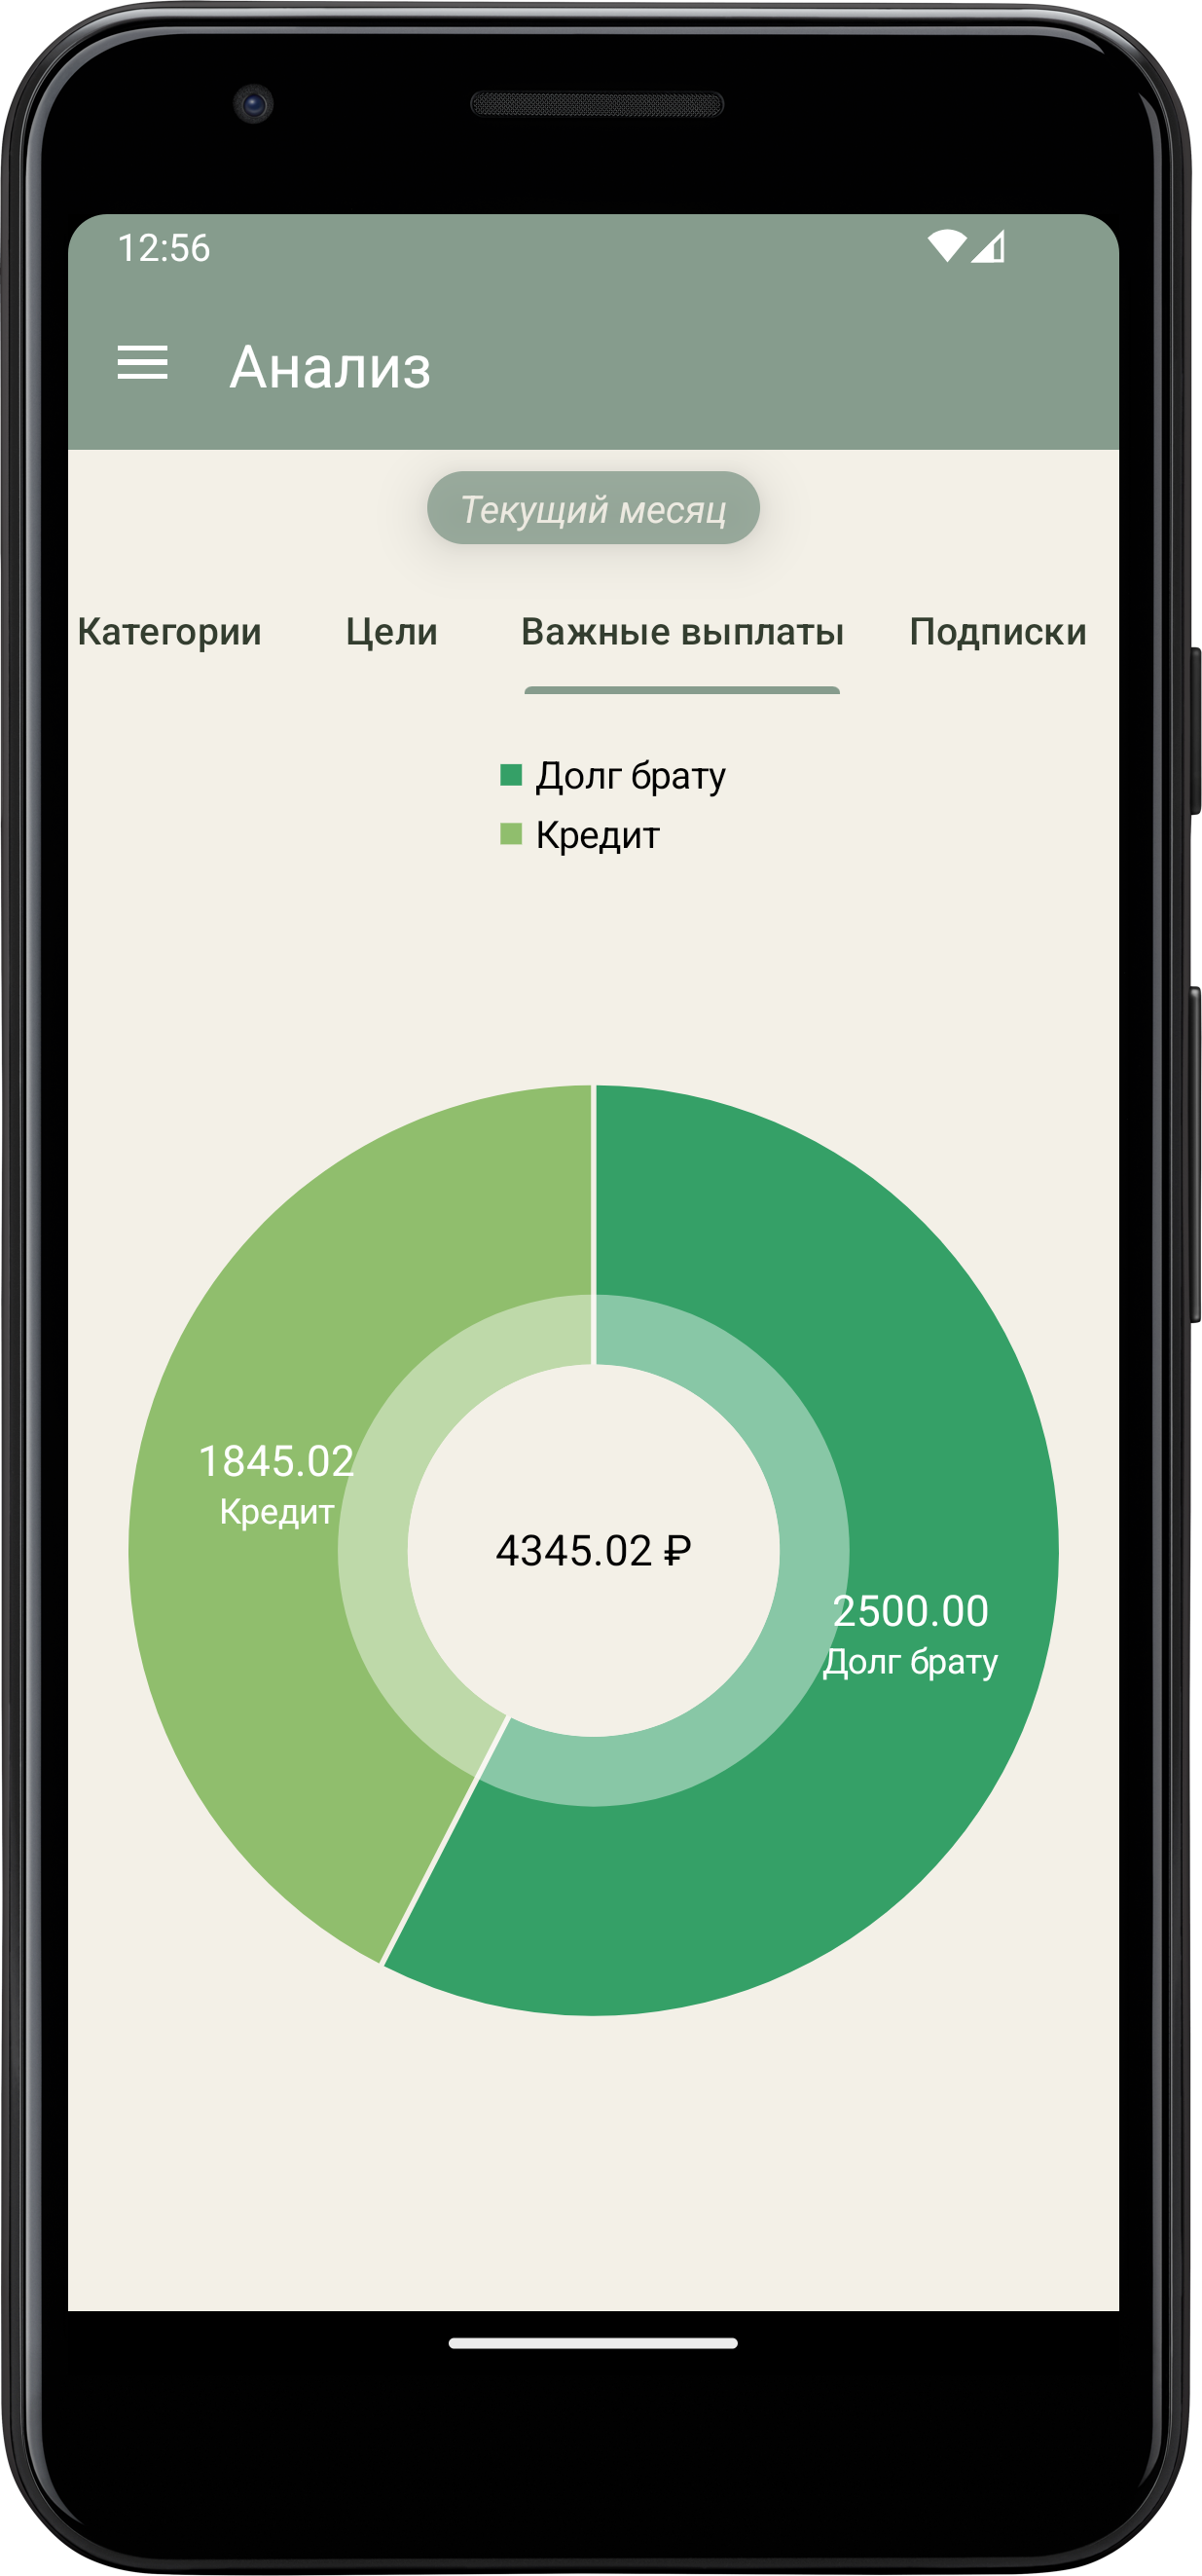 12:56
Анализ
Текущий месяц
Категории Цели Важные выплаты Подписки
Долг брату
Кредит
1845.02
Кредит
4345.02 ₽
2500.00
Долг брату